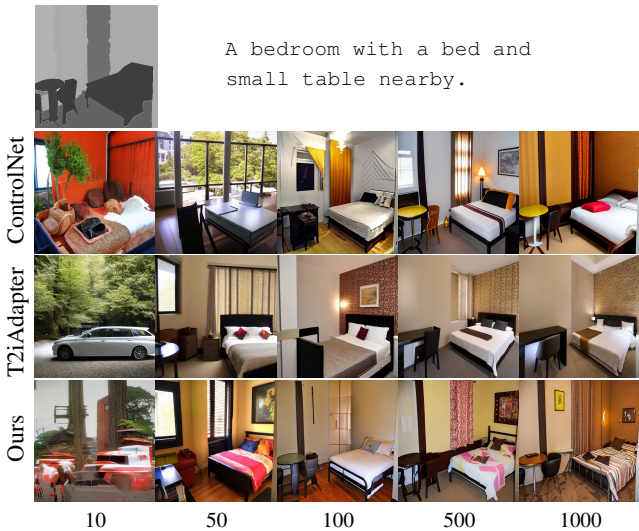 A bedroom with a bed and
small table nearby.
ControlNet
T2iAdapter
Ours
10 50 100 500 1000